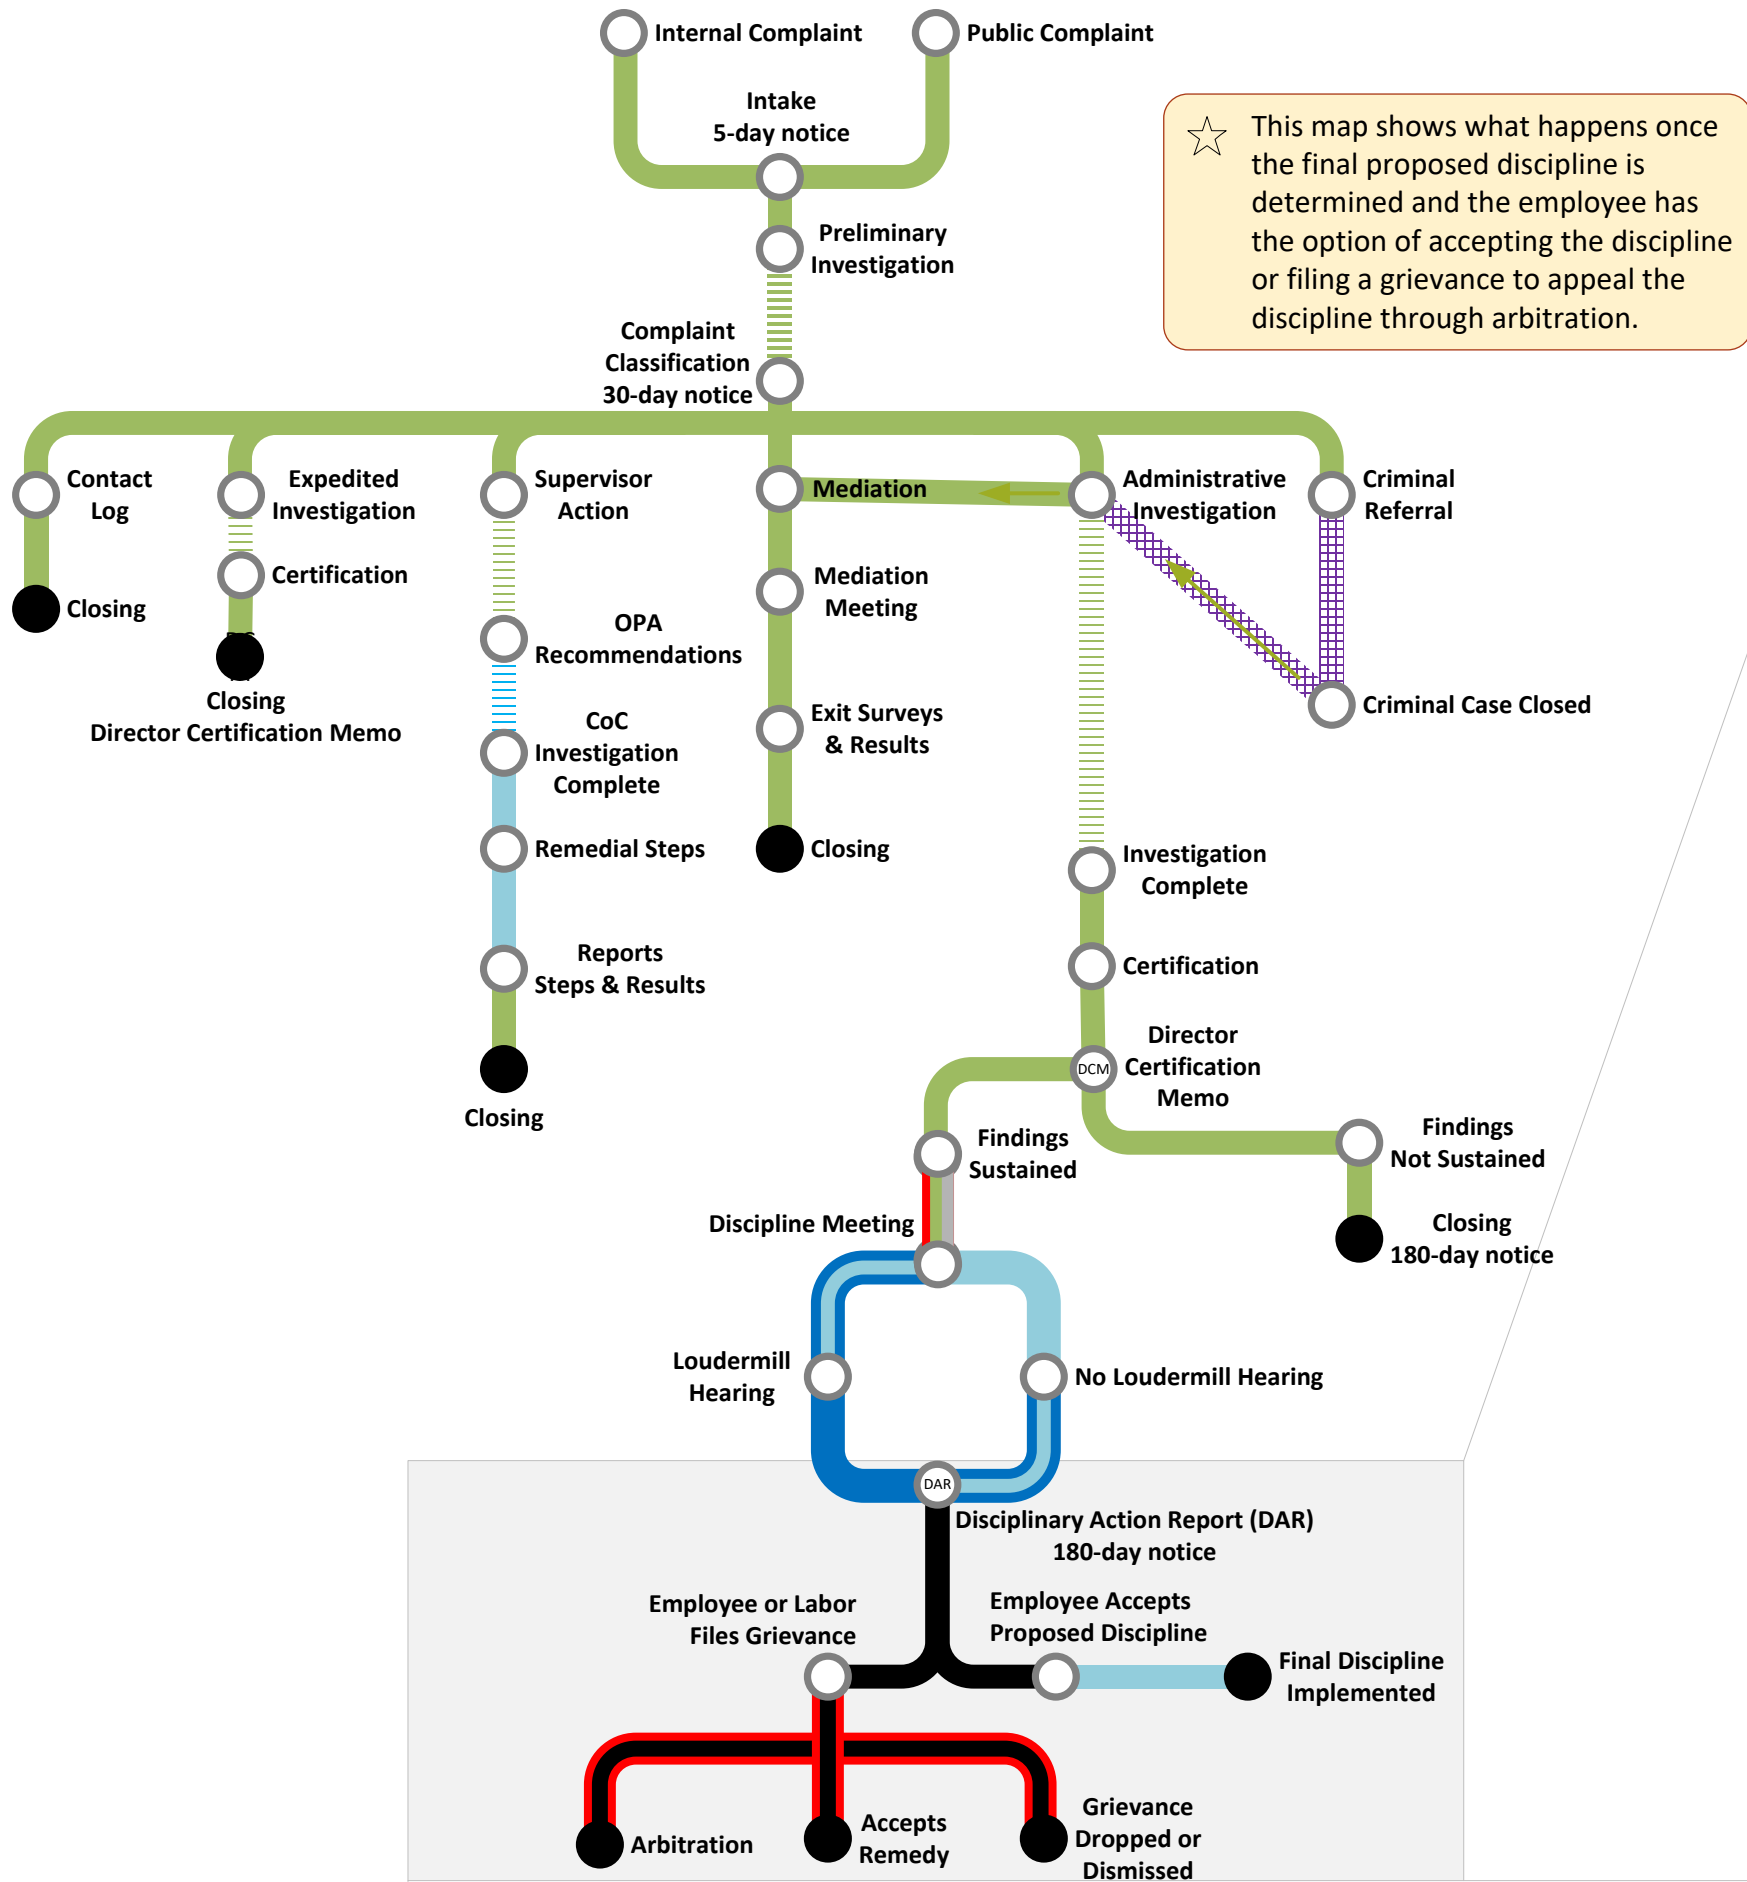 Internal Complaint
Public Complaint
Intake
5-day notice
☆ This map shows what happens once
the final proposed discipline is
determined and the employee has
the option of accepting the discipline
or filing a grievance to appeal the
discipline through arbitration.
Preliminary
Investigation
Complaint
Classification
30-day notice
Contact
Log
Expedited
Investigation
Supervisor
Action
Mediation
Administrative
Investigation
Criminal
Referral
Closing
Certification
Closing
Director Certification Memo
OPA
Recommendations
CoC
Investigation
Complete
Remedial Steps
Reports
Steps & Results
Closing
Mediation
Meeting
Exit Surveys
& Results
Closing
Criminal Case Closed
Investigation
Complete
Certification
DCM
Director
Certification
Memo
Findings
Sustained
Findings
Not Sustained
Closing
180-day notice
Discipline Meeting
Loudermill
Hearing
No Loudermill Hearing
DAR
Disciplinary Action Report (DAR)
180-day notice
Employee or Labor
Files Grievance
Employee Accepts
Proposed Discipline
Final Discipline
Implemented
Arbitration
Accepts
Remedy
Grievance
Dropped or
Dismissed